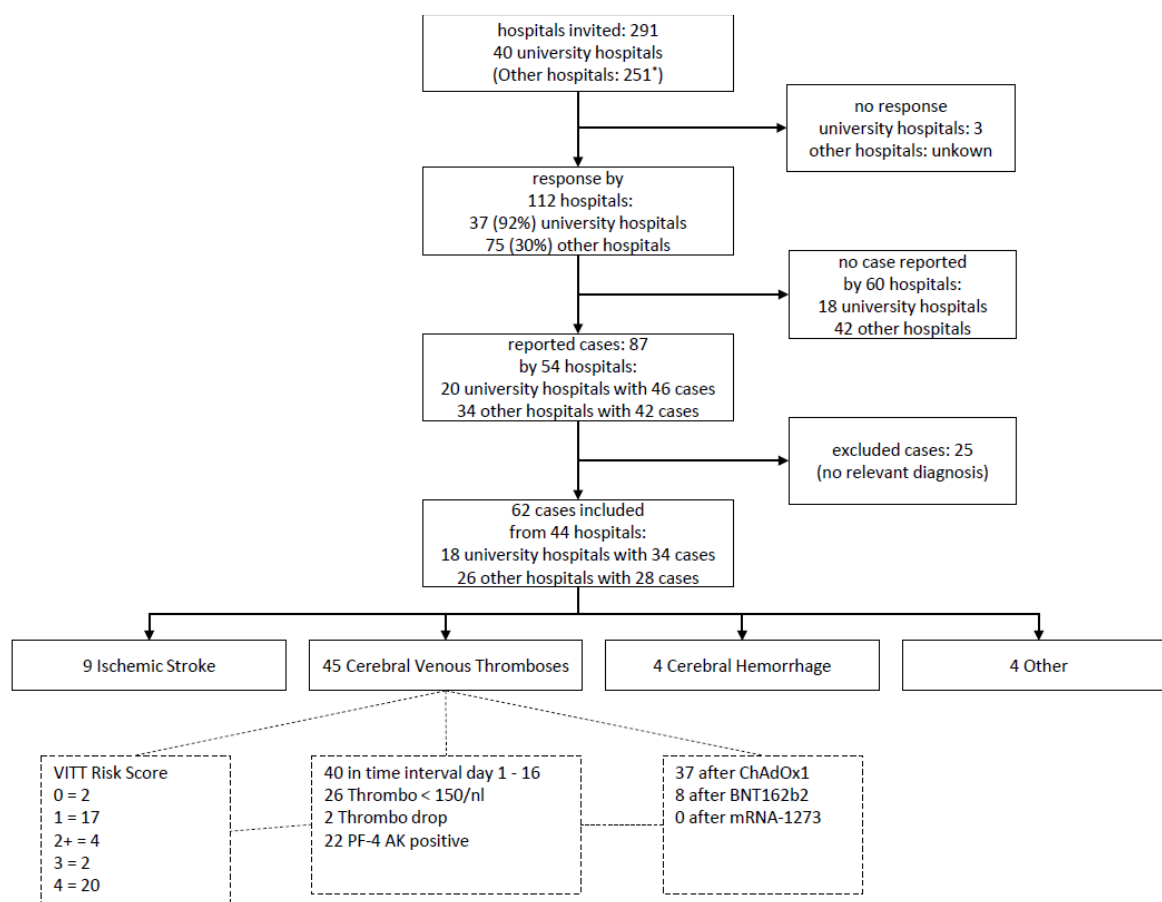 hospitals invited: 291
40 university hospitals
(Other hospitals: 251*)
no response
university hospitals: 3
other hospitals: unkown
response by
112 hospitals:
37 (92%) university hospitals
75 (30%) other hospitals
no case reported
by 60 hospitals:
18 university hospitals
42 other hospitals
reported cases: 87
by 54 hospitals:
20 university hospitals with 46 cases
34 other hospitals with 42 cases
excluded cases: 25
(no relevant diagnosis)
62 cases included
from 44 hospitals:
18 university hospitals with 34 cases
26 other hospitals with 28 cases
9 Ischemic Stroke
45 Cerebral Venous Thromboses
4 Cerebral Hemorrhage
4 Other
VITT Risk Score
0 = 2
1 = 17
2+ = 4
3 = 2
4 = 20
40 in time interval day 1 - 16
26 Thrombo < 150/nl
2 Thrombo drop
22 PF-4 AK positive
37 after ChAdOx1
8 after BNT162b2
0 after mRNA-1273